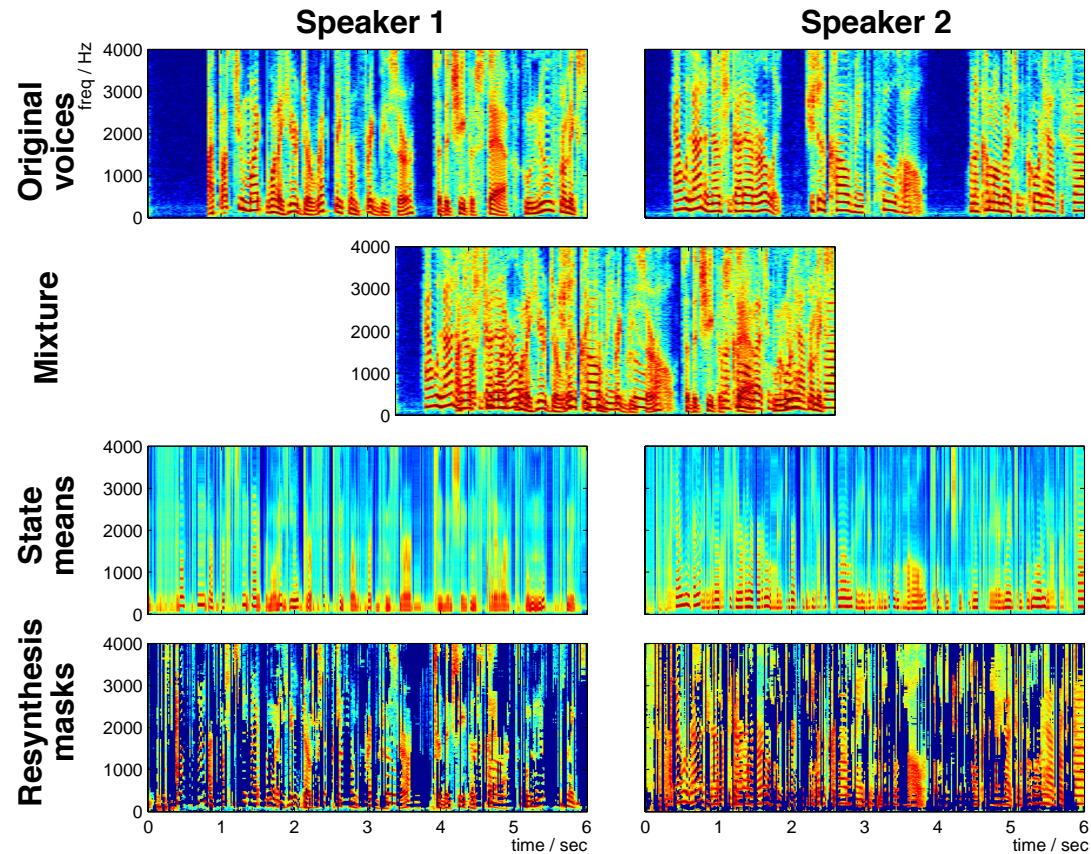 Speaker 1
Speaker 2
Original
voices
freq / Hz
4000
3000
2000
1000
0
Mixture
4000
3000
2000
1000
0
State
means
4000
3000
2000
1000
0
Resynthesis
masks
4000
3000
2000
1000
0
0 1 2 3 4 5 6
time / sec
0 1 2 3 4 5 6
time / sec